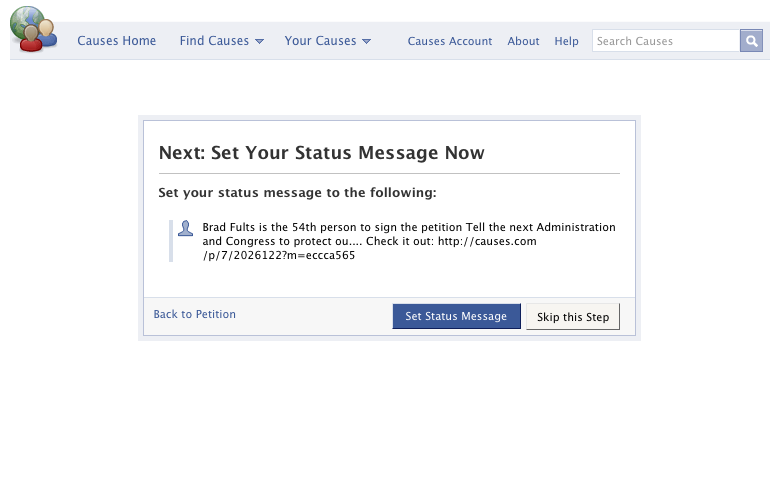 Causes Home Find Causes Your Causes Causes Account About Help Search Causes
Next: Set Your Status Message Now
Set your status message to the following:
Brad Fults is the 54th person to sign the petition Tell the next Administration
and Congress to protect ou.... Check it out: http://causes.com
/p/7/2026122?m=eccca565
Back to Petition Set Status Message Skip this Step